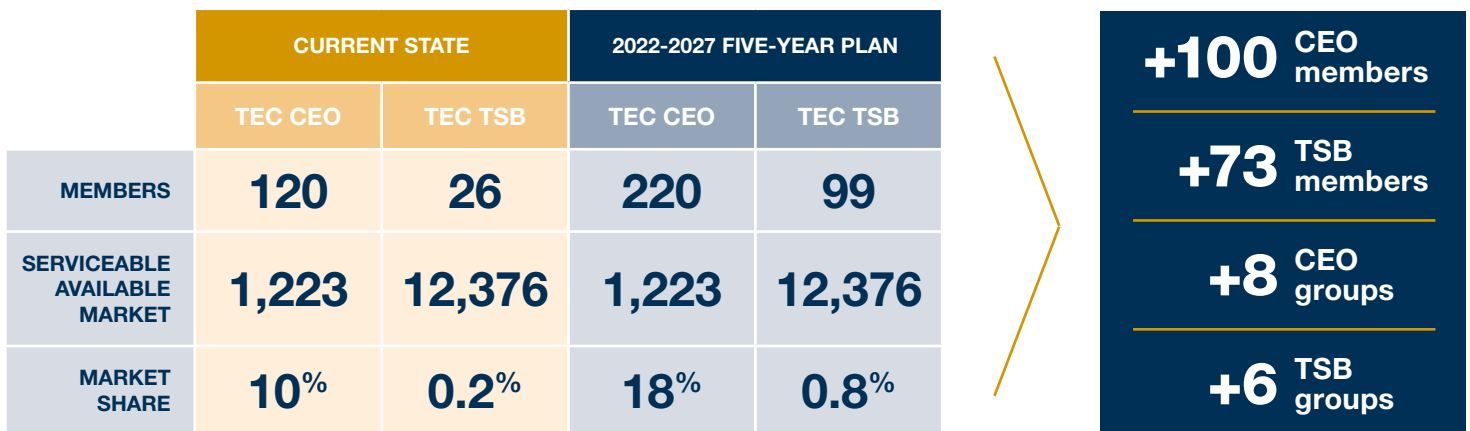 CURRENT STATE
2022-2027 FIVE-YEAR PLAN
TEC CEO
TEC TSB
TEC CEO
TEC TSB
MEMBERS
120
26
220
99
SERVICEABLE
AVAILABLE
MARKET
1,223
12,376
1,223
12,376
MARKET
SHARE
10%
0.2%
18%
0.8%
+100 CEO
members
+73 TSB
members
+8 CEO
groups
+6 TSB
groups